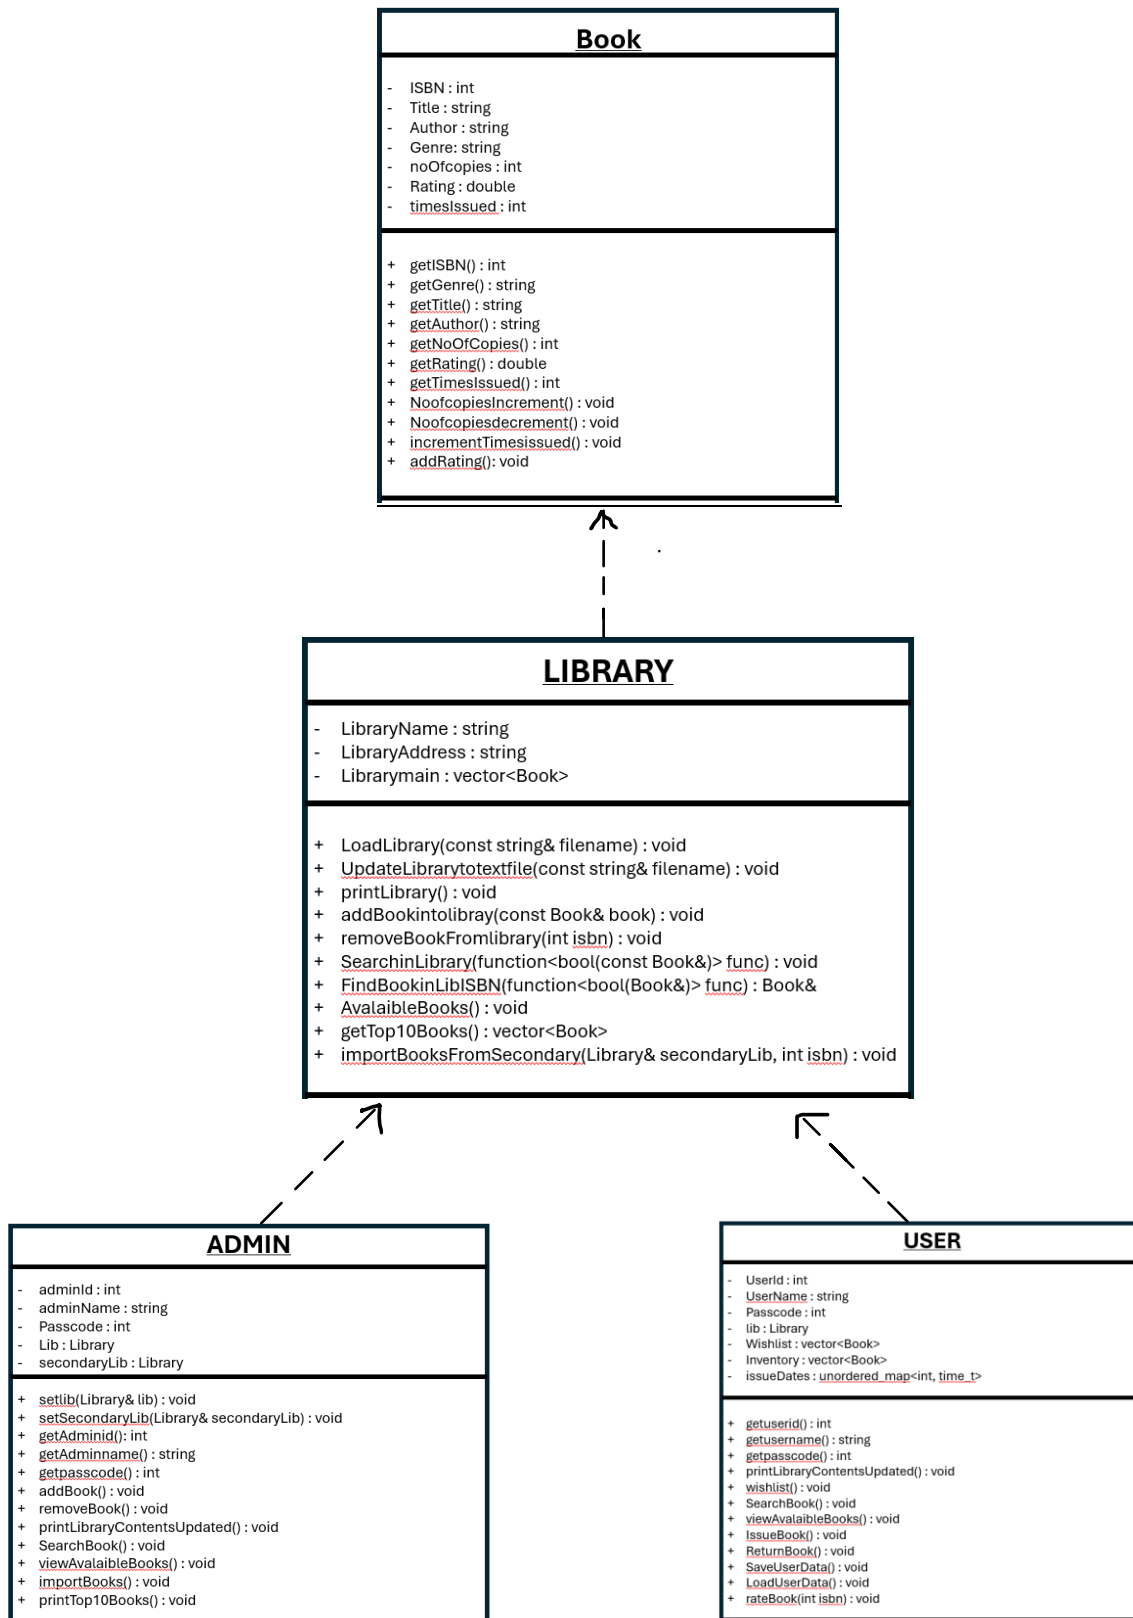 Book
- ISBN : int
- Title : string
- Author : string
- Genre: string
- noOfcopies : int
- Rating : double
- timesIssued : int
+ getISBN() : int
+ getGenre() : string
+ getTitle() : string
+ getAuthor() : string
+ getNoOfCopies() : int
+ getRating() : double
+ getTimesIssued() : int
+ NoofcopiesIncrement() : void
+ Noofcopiesdecrement() : void
+ incrementTimesissued() : void
+ addRating(): void
LIBRARY
- LibraryName : string
- LibraryAddress : string
- Librarymain : vector<Book>
+ LoadLibrary(const string& filename) : void
+ UpdateLibrarytotextfile(const string& filename) : void
+ printLibrary() : void
+ addBookintolibray(const Book& book) : void
+ removeBookFromlibrary(int isbn) : void
+ SearchinLibrary(function<bool(const Book&)> func) : void
+ FindBookinLibISBN(function<bool(Book&)> func) : Book&
+ AvalaibleBooks() : void
+ getTop10Books() : vector<Book>
+ importBooksFromSecondary(Library& secondaryLib, int isbn) : void
ADMIN
- adminId : int
- adminName : string
- Passcode : int
- Lib : Library
- secondaryLib : Library
+ setlib(Library& lib) : void
+ setSecondaryLib(Library& secondaryLib) : void
+ getAdminid(): int
+ getAdminname() : string
+ getpasscode() : int
+ addBook() : void
+ removeBook() : void
+ printLibraryContentsUpdated() : void
+ SearchBook() : void
+ viewAvalaibleBooks() : void
+ importBooks() : void
+ printTop10Books() : void
USER
- UserId : int
- UserName : string
- Passcode : int
- lib : Library
- Wishlist : vector<Book>
- Inventory : vector<Book>
- issueDates : unordered_map<int, time_t>
+ getuserid() : int
+ getusername() : string
+ getpasscode() : int
+ printLibraryContentsUpdated() : void
+ wishlist() : void
+ SearchBook() : void
+ viewAvalaibleBooks() : void
+ IssueBook() : void
+ ReturnBook() : void
+ SaveUserData() : void
+ LoadUserData() : void
+ rateBook(int isbn) : void